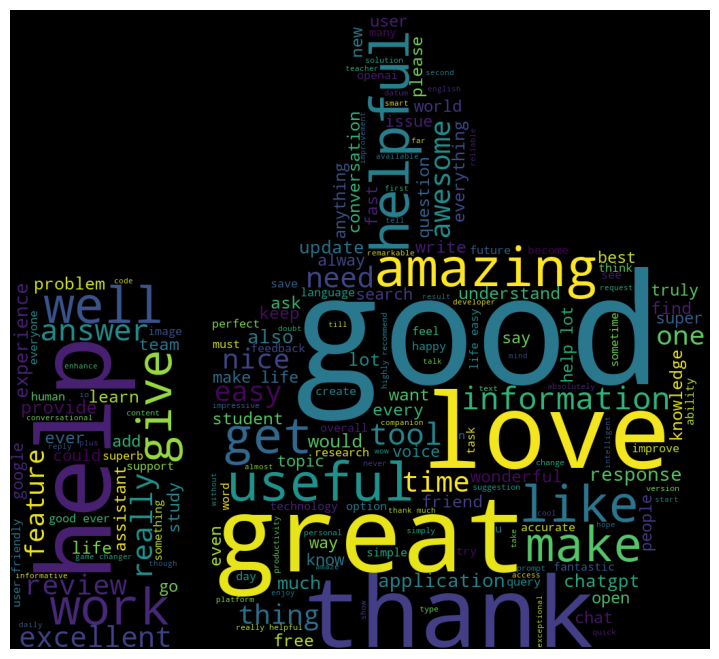 user
many
new
solution
teacher
openai
second
please
datum
smart
english
helpful
world
issue
improvement
far
reliable
conversation
available
anything
fast
first
tell
question
awesome
everything
remarkable
update
write
future
become
alway
amazing
best
think
see
need
search
understand
problem
code
save
language
result
request
truly
developer
find
well
ask
keep
life easy
super
experience
answer
image
perfect
till
good
feel
say
sometime
one
everyone
team
also
doubt
happy
help lot
must
feedback
highly recommend
talk
mind
nice
lot
enhance
make life
easy
create
text
absolutely
human
io
learn
impressive
want
information
knowledge
ability
provide
content
student
every
companion
conversational
give
overall
love
ever
reply
plus
add
get
would
tool
wow
task
intelligent
help
google
could
superb
support
topic
research
voice
never
change
improve
feature
really
almost
time
wonderful
response
assistant
something
study
without
useful
suggestion
version
user friendly
good ever
word
technology
option
friend
like
start
life
game changer
though
even
productivity
great
thank much
cool
accurate
hope
people
informative
go
personal
simply
u
take
make
review
day
way
know
simple
amaze
try
prompt
fantastic
work
platform
much
enjoy
application
query
access
chatgpt
daily
thing
show
thank
type
exceptional
open
excellent
really helpful
free
chat
quick